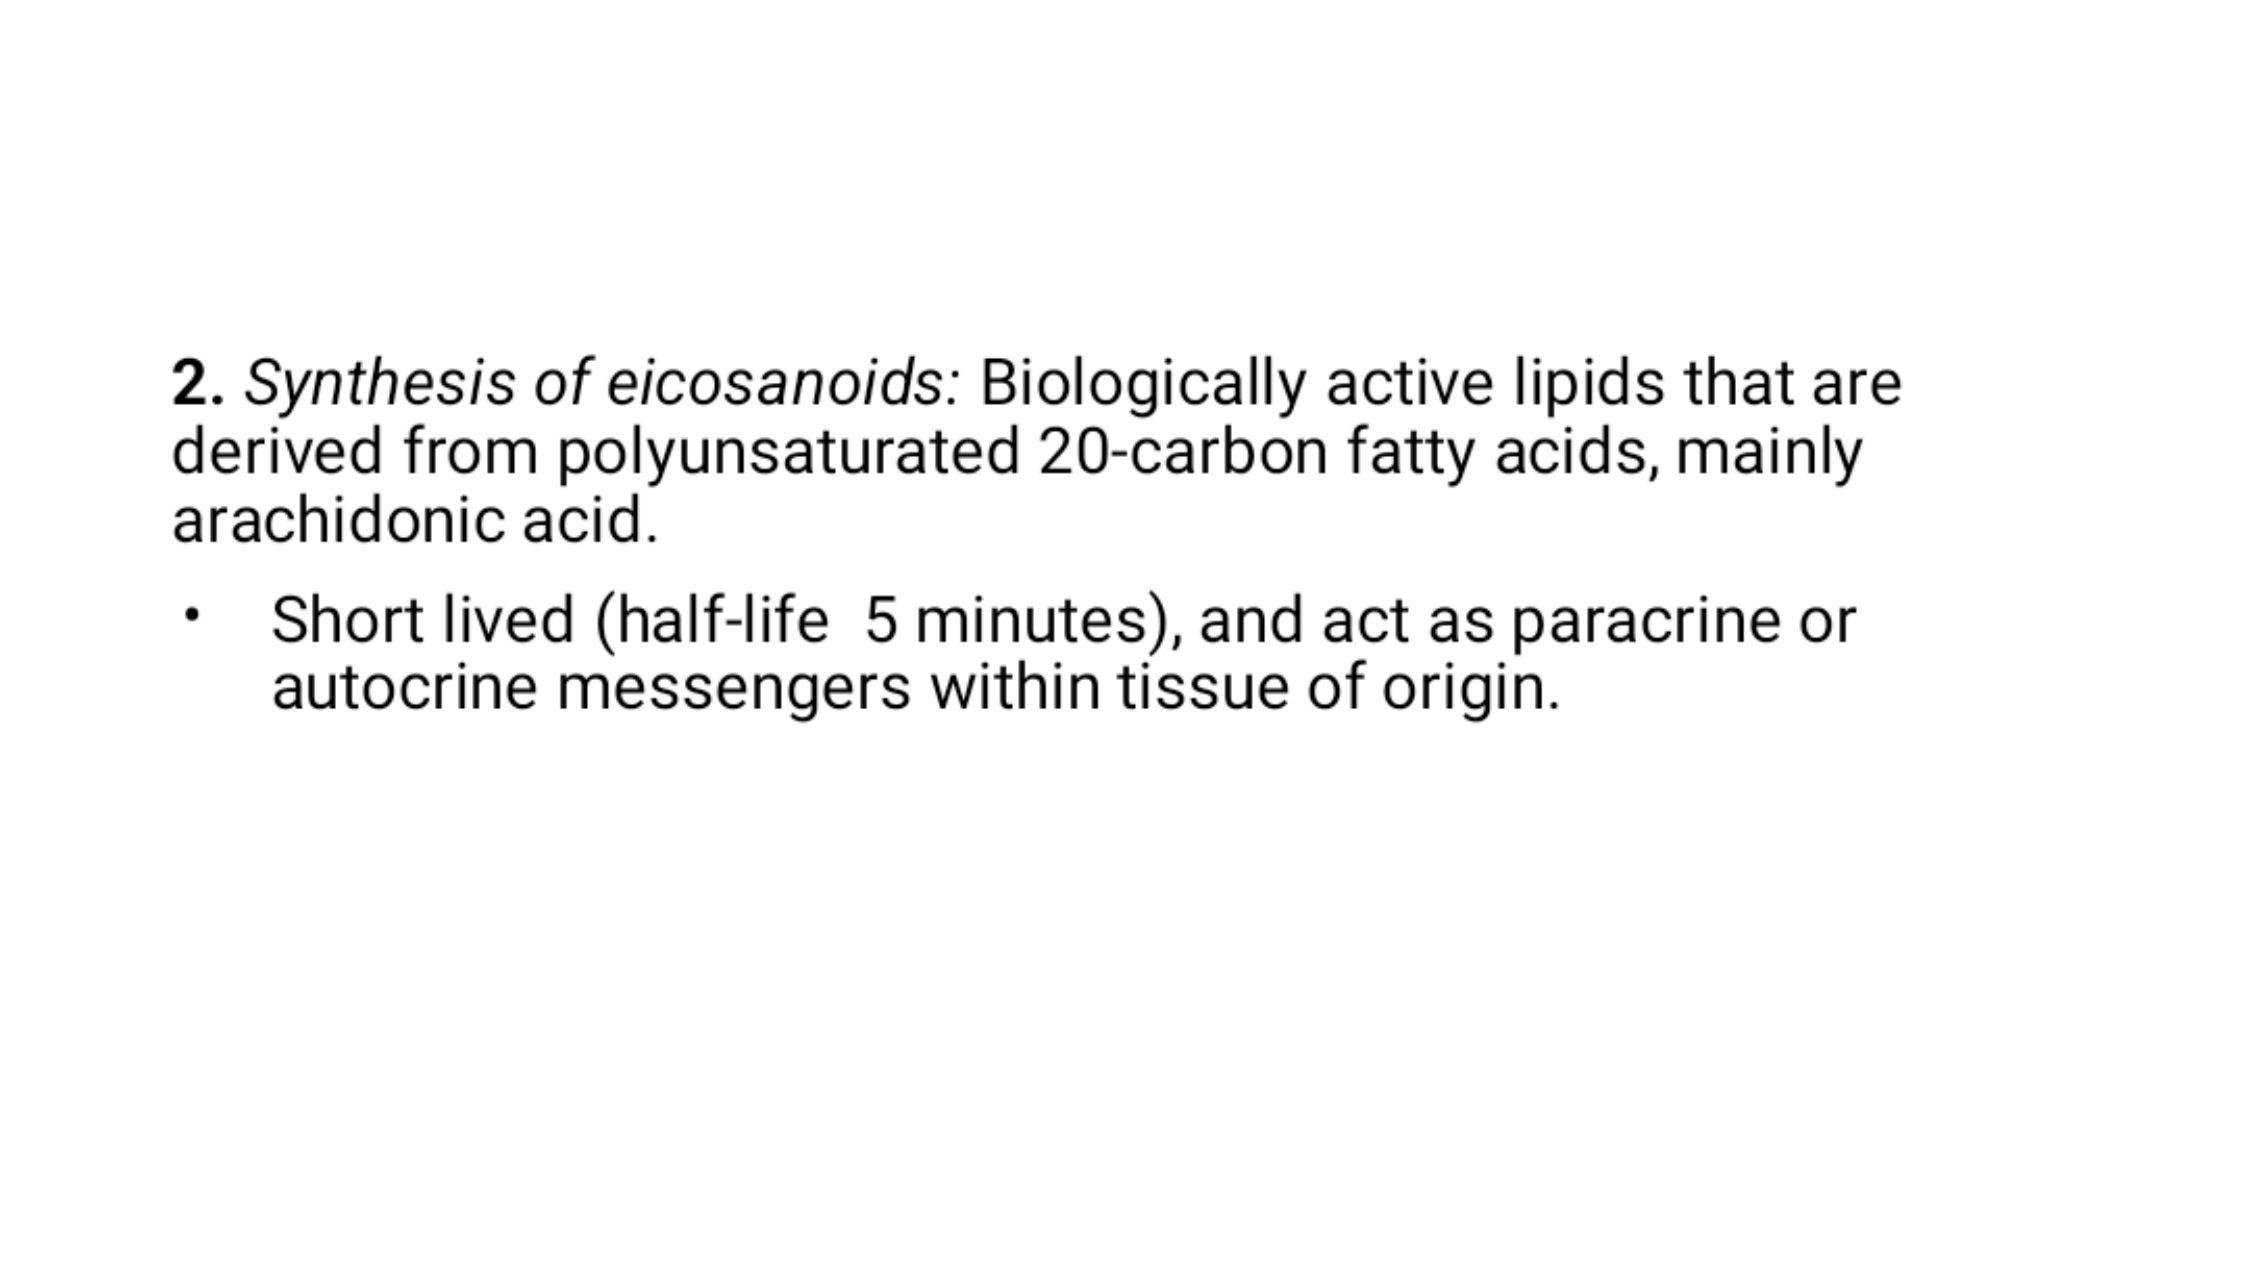 2. Synthesis of eicosanoids: Biologically active lipids that are
derived from polyunsaturated 20-carbon fatty acids, mainly
arachidonic acid.
• Short lived (half-life  5 minutes), and act as paracrine or
autocrine messengers within tissue of origin.